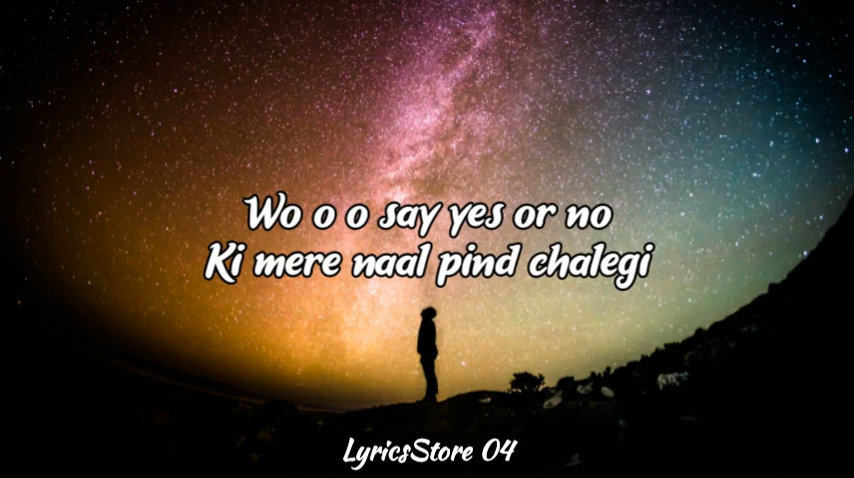 Wo o o say yes or no
Ki mere naal pind chalegi
LyricsStore 04